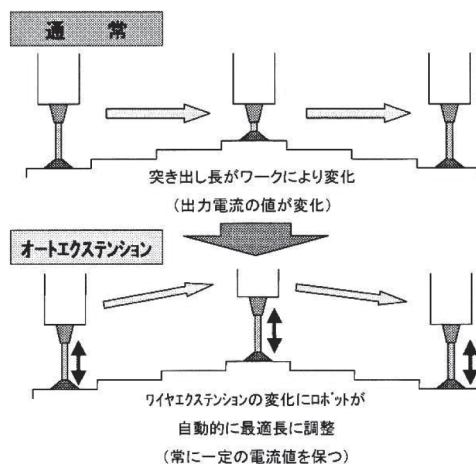 通　常
突き出し長がワークにより変化
（出力電流の値が変化）
オートエクステンション
ワイヤエクステンションの変化にロボットが
自動的に最適長に調整
（常に一定の電流値を保つ）